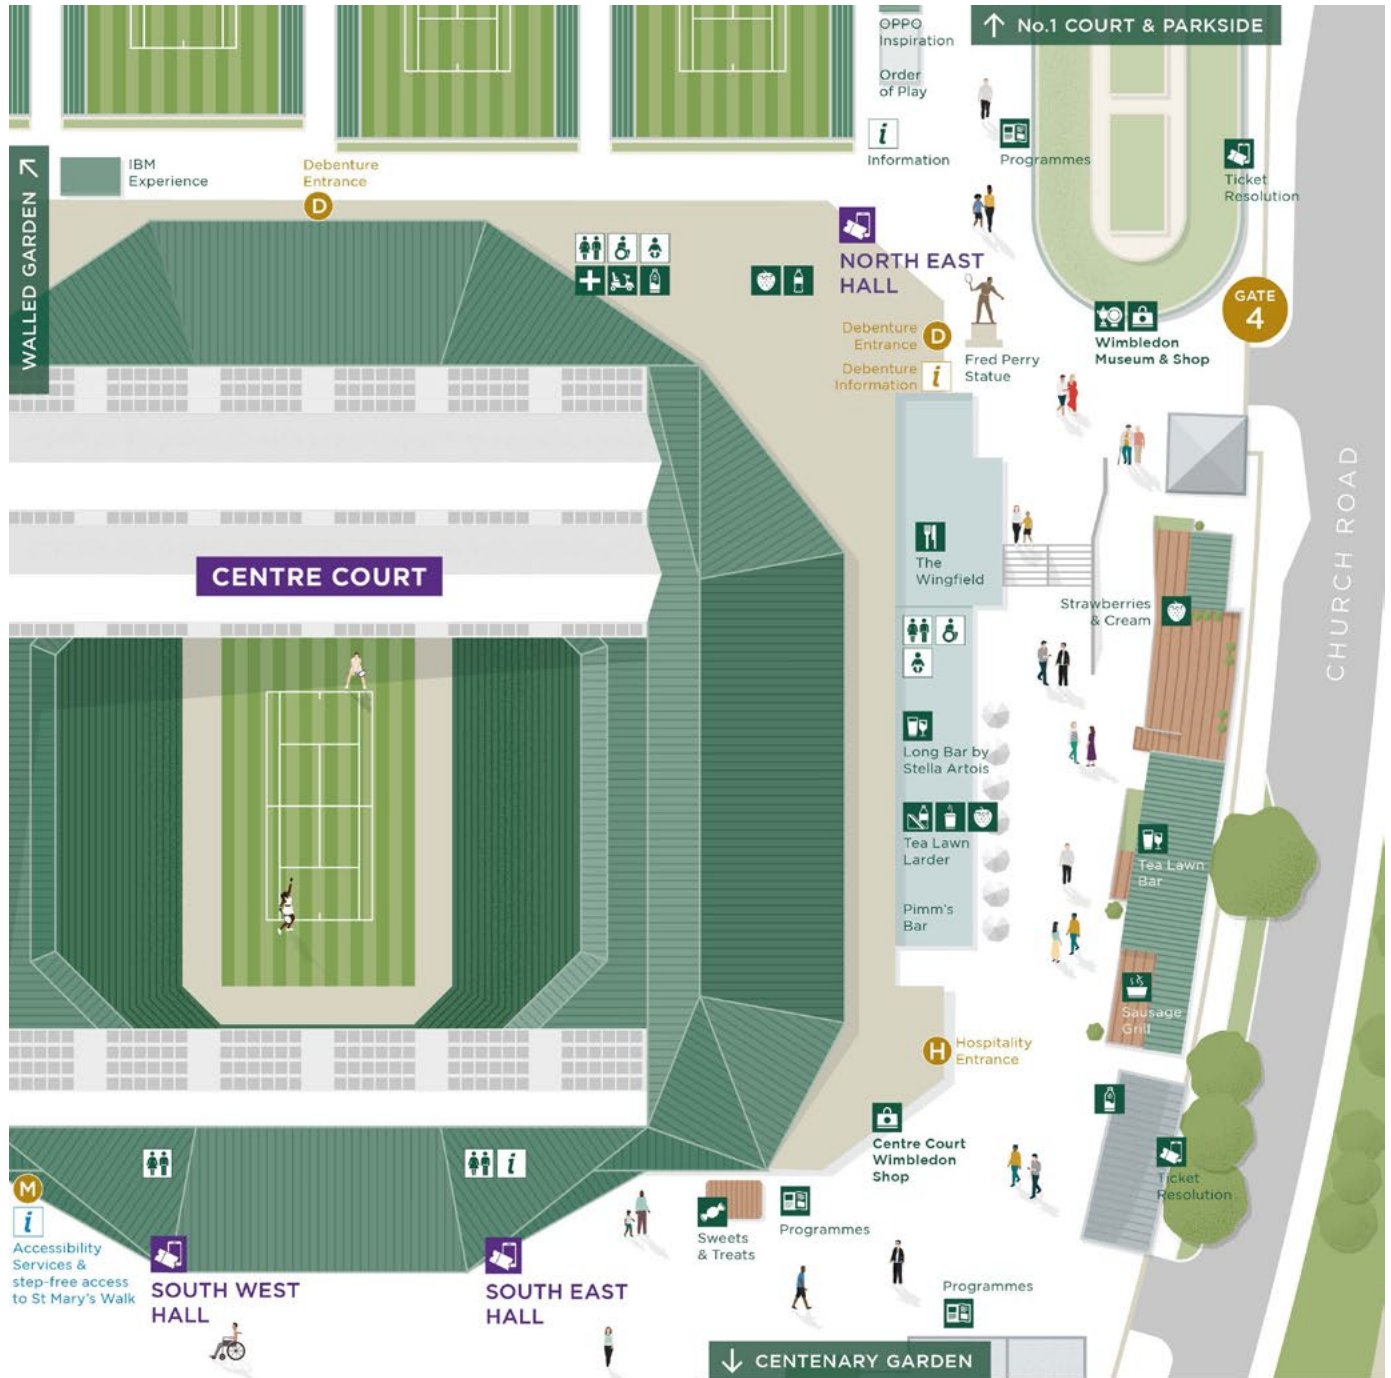 OPPO
Inspiration
Order
of Play
↑ No.1 COURT & PARKSIDE
i
Information
Programmes
Ticket
Resolution
WALLED GARDEN
IBM
Experience
Debenture
Entrance
D
NORTH EAST
HALL
GATE
4
Debenture
Entrance
D
Debenture
Information
i
Fred Perry
Statue
Wimbledon
Museum & Shop
CHURCH ROAD
CENTRE COURT
The
Wingfield
Strawberries
& Cream
Long Bar by
Stella Artois
Tea Lawn
Larder
Tea Lawn
Bar
Pimm's
Bar
Sausage
Grill
H
Hospitality
Entrance
Centre Court
Wimbledon
Shop
Ticket
Resolution
i
M
i
Accessibility
Services &
step-free access
to St Mary's Walk
SOUTH WEST
HALL
SOUTH EAST
HALL
Sweets
& Treats
Programmes
Programmes
↓ CENTENARY GARDEN